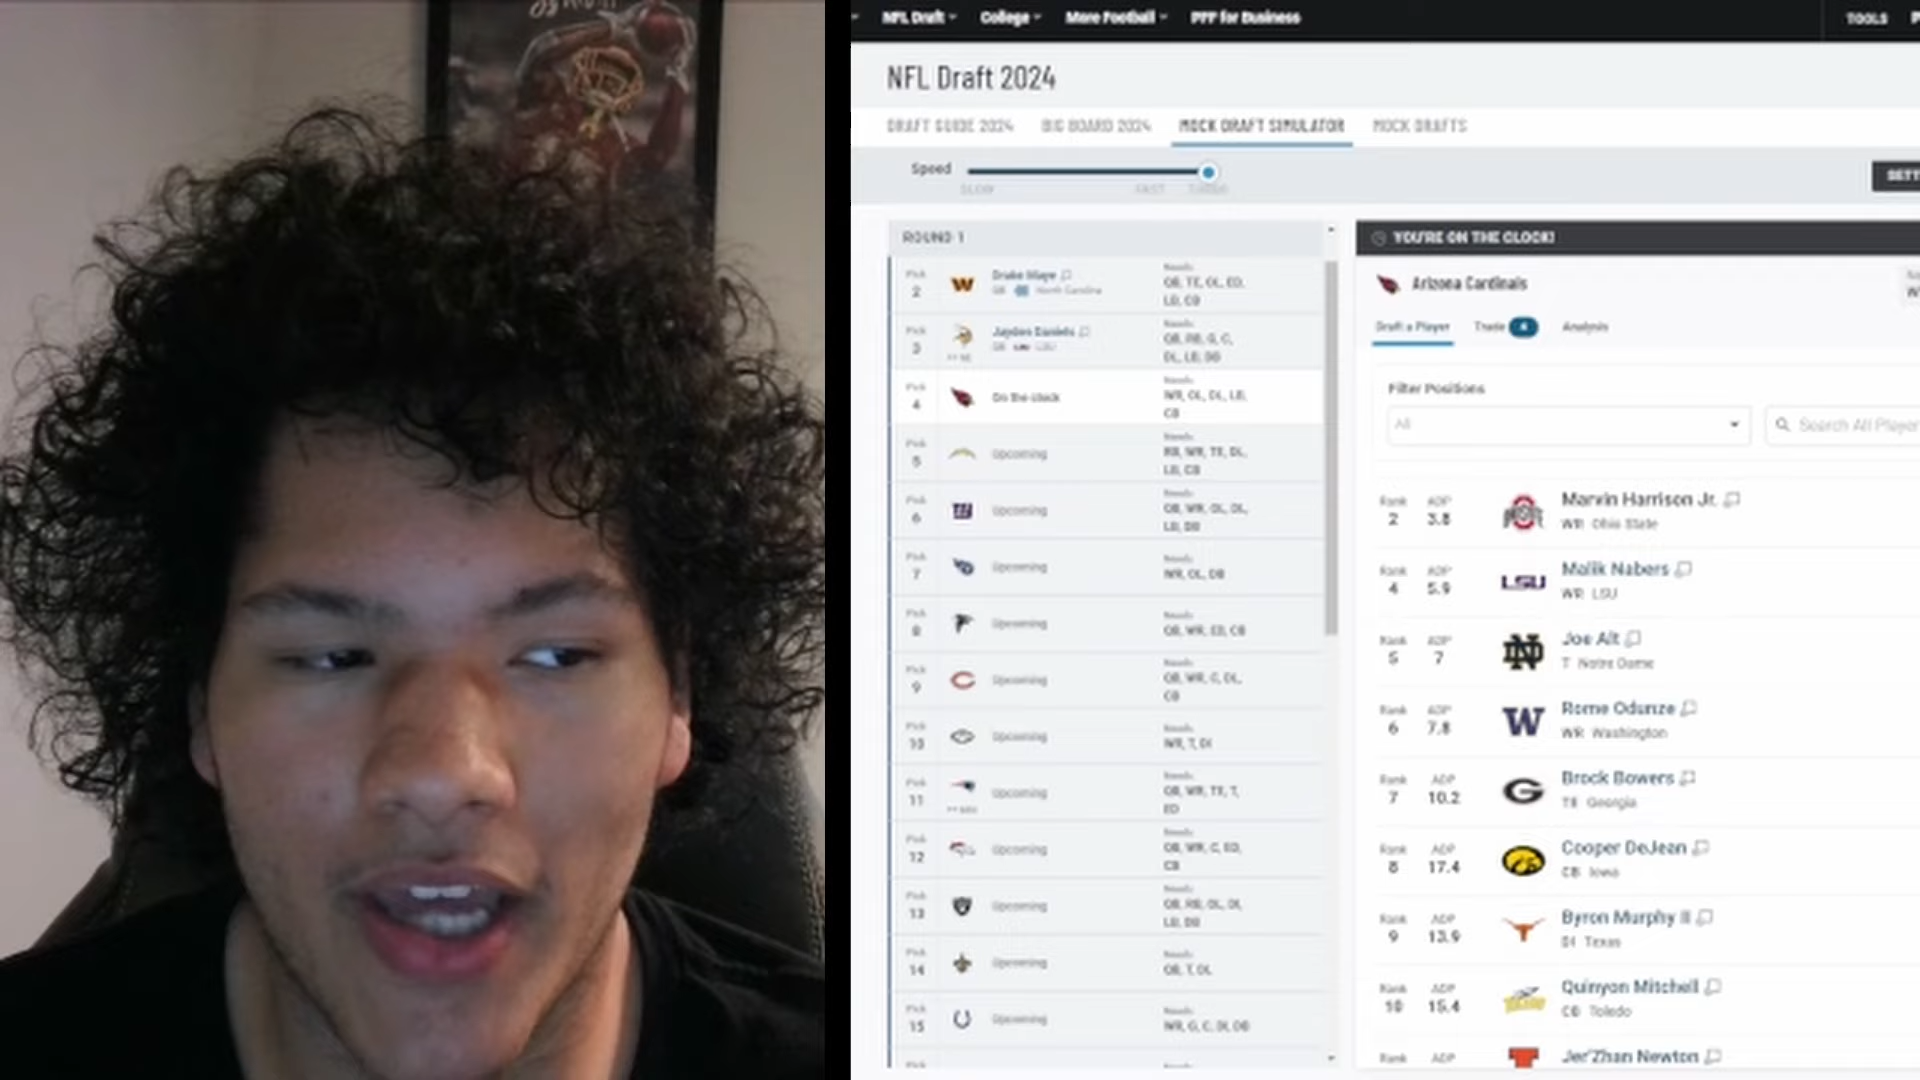 NFL Draft
College
More Football
PFF for Business
TOOLS
NFL Draft 2024
DRAFT GUIDE 2024
BIG BOARD 2024
MOCK DRAFT SIMULATOR
MOCK DRAFTS
Speed
SLOW
FAST
TURBO
SETT
ROUND 1
Pick 2
Drake Maye
QB North Carolina
Needs
QB, TE, OL, ED,
LB, CB
Pick 3
Jayden Daniels
QB LSU LSU
Needs
QB, RB, G, C,
DL, LB, DB
Pick 4
On the clock
Needs
WR, OL, DL, LB,
CB
Pick 5
Upcoming
Needs
RB, WR, TE, DL,
LB, CB
Pick 6
Upcoming
Needs
QB, WR, OL, DL,
LB, DB
Pick 7
Upcoming
Needs
WR, OL, DB
Pick 8
Upcoming
Needs
QB, WR, ED, CB
Pick 9
Upcoming
Needs
QB, WR, C, DL,
CB
Pick 10
Upcoming
Needs
WR, T, DI
Pick 11
Upcoming
Needs
QB, WR, TE, T,
ED
Pick 12
Upcoming
Needs
QB, WR, C, ED,
CB
Pick 13
Upcoming
Needs
QB, RB, OL, DI,
LB, DB
Pick 14
Upcoming
Needs
QB, T, DL
Pick 15
Upcoming
Needs
WR, G, C, DI, DB
YOU'RE ON THE CLOCK!
Arizona Cardinals
Draft a Player
Trade 4
Analysis
Filter Positions
All
Search All Player
Rank 2
ADP 3.8
Marvin Harrison Jr.
WR Ohio State
Rank 4
ADP 5.9
LSU
Malik Nabers
WR LSU
Rank 5
ADP 7
Joe Alt
T Notre Dame
Rank 6
ADP 7.8
W
Rome Odunze
WR Washington
Rank 7
ADP 10.2
G
Brock Bowers
TE Georgia
Rank 8
ADP 17.4
Cooper DeJean
CB Iowa
Rank 9
ADP 13.9
Byron Murphy II
DI Texas
Rank 10
ADP 15.4
Quinyon Mitchell
CB Toledo
Rank
ADP
Jer'Zhan Newton